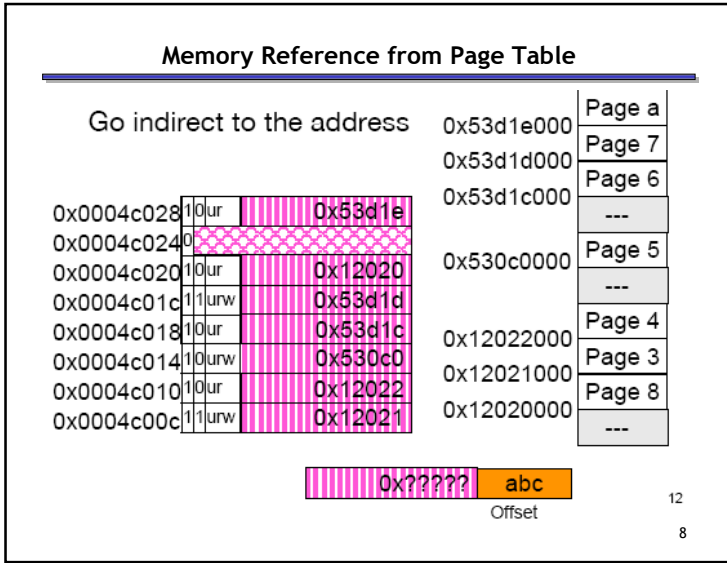 Memory Reference from Page Table
Go indirect to the address
0x0004c028 1 0 ur 0x53d1e
0x0004c024 0
0x0004c020 1 0 ur 0x12020
0x0004c01c 1 1 urw 0x53d1d
0x0004c018 1 0 ur 0x53d1c
0x0004c014 1 0 urw 0x530c0
0x0004c010 1 0 ur 0x12022
0x0004c00c 1 1 urw 0x12021
Page a
0x53d1e000
Page 7
0x53d1d000
Page 6
0x53d1c000
---
Page 5
0x530c0000
---
Page 4
0x12022000
Page 3
0x12021000
Page 8
0x12020000
---
0x????? abc
Offset
12
8